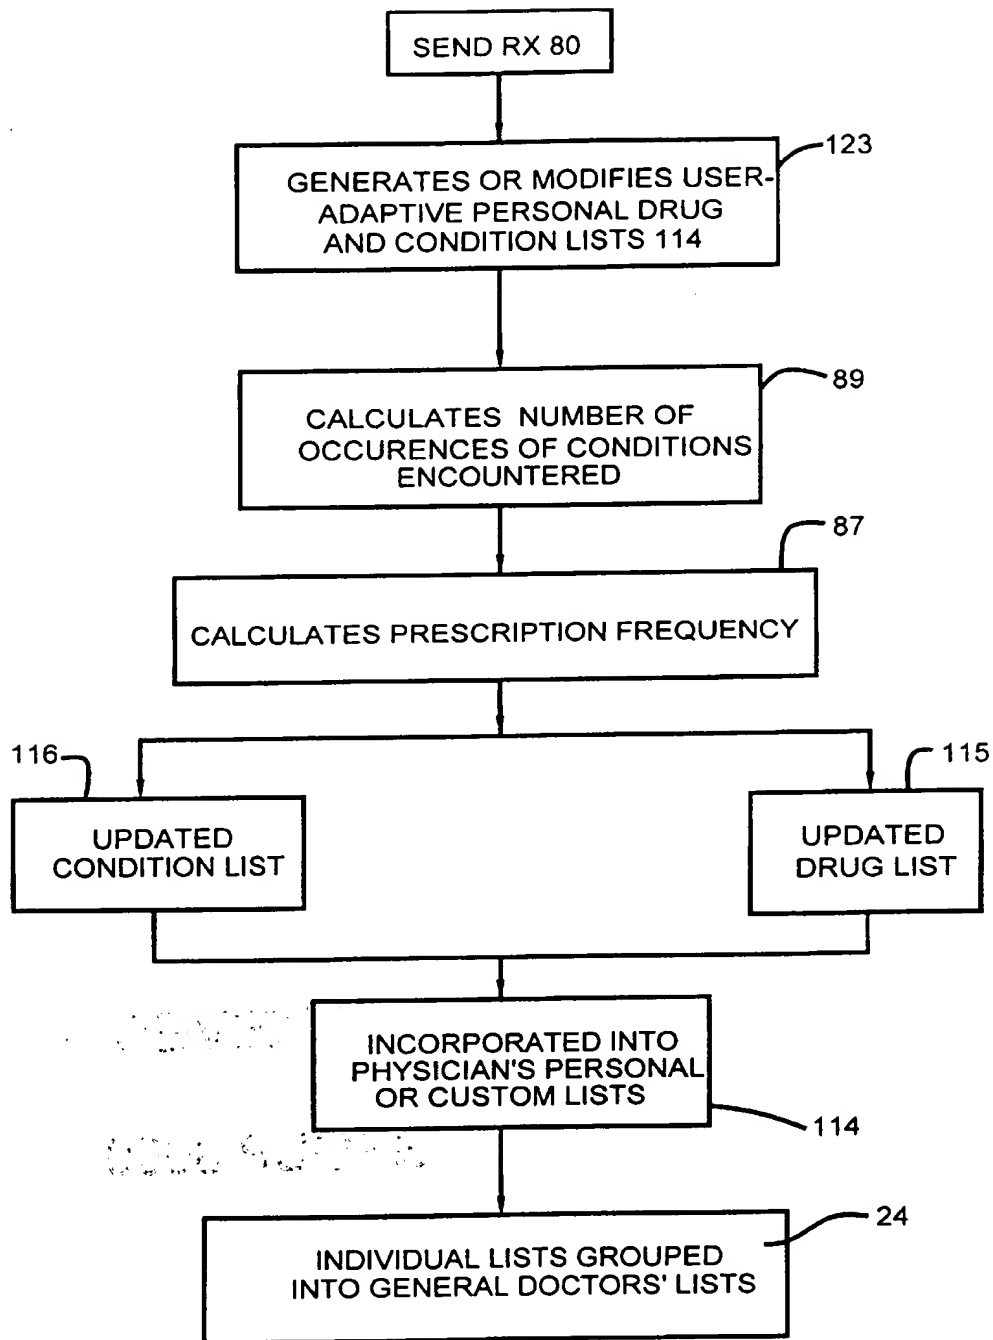 SEND RX 80
123
GENERATES OR MODIFIES USER-
ADAPTIVE PERSONAL DRUG
AND CONDITION LISTS 114
89
CALCULATES NUMBER OF
OCCURENCES OF CONDITIONS
ENCOUNTERED
87
CALCULATES PRESCRIPTION FREQUENCY
116
115
UPDATED
CONDITION LIST
UPDATED
DRUG LIST
INCORPORATED INTO
PHYSICIAN'S PERSONAL
OR CUSTOM LISTS
114
24
INDIVIDUAL LISTS GROUPED
INTO GENERAL DOCTORS' LISTS